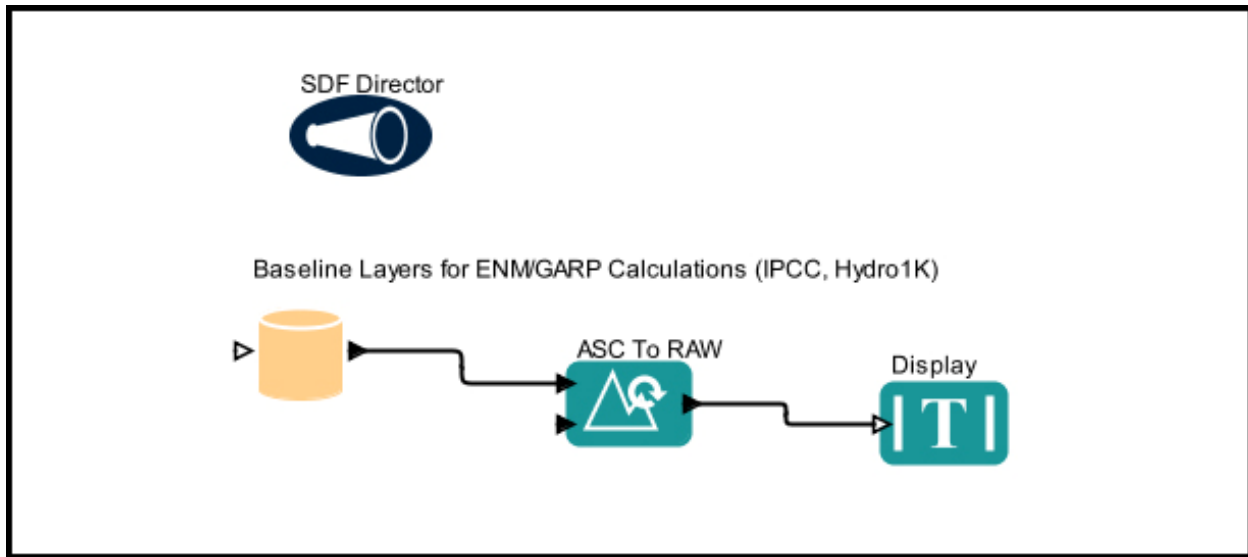 SDF Director
Baseline Layers for ENM/GARP Calculations (IPCC, Hydro1K)
ASC To RAW
Display
T